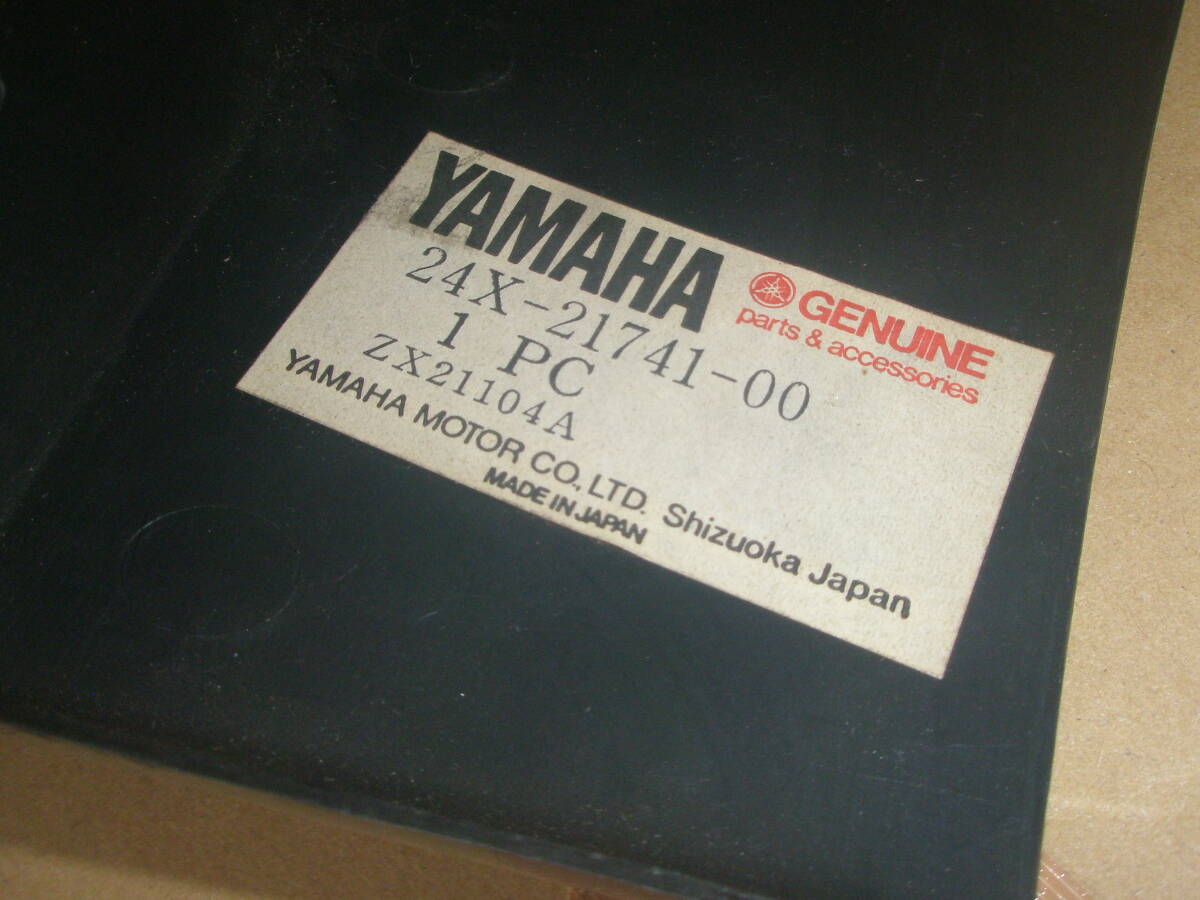 YAMAHA
GENUINE
parts & accessories
24X-21741-00
1 PC
ZX21104A
YAMAHA MOTOR CO., LTD. Shizuoka Japan
MADE IN JAPAN